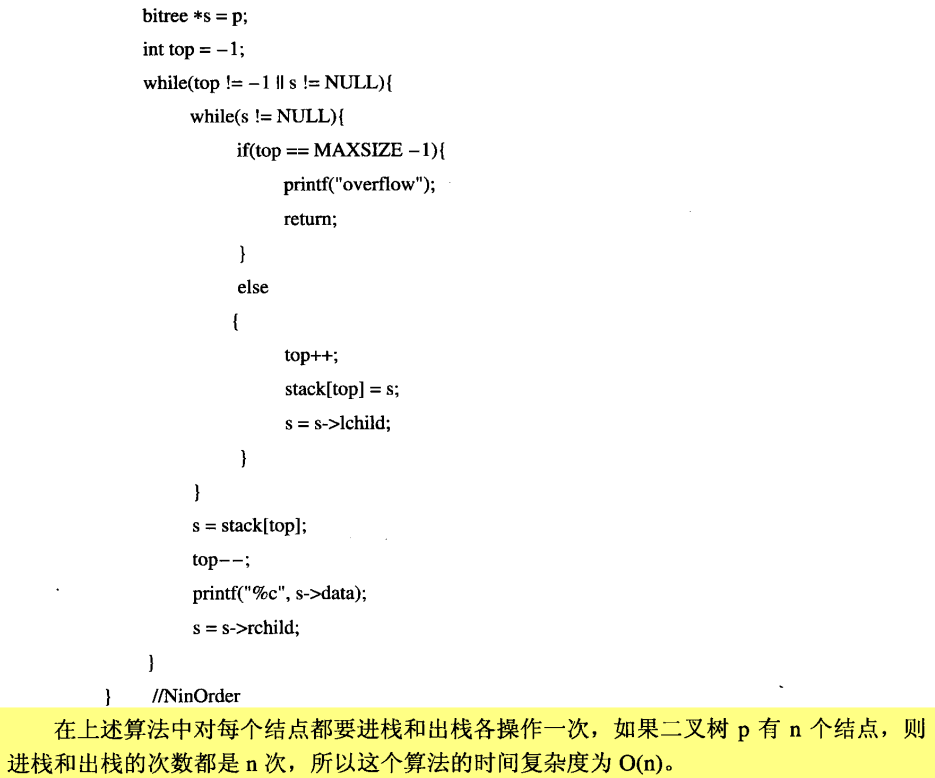 bitree *s = p;
int top = −1;
while(top != −1 || s != NULL){
while(s != NULL){
if(top == MAXSIZE −1){
printf("overflow");
return;
}
else
{
top++;
stack[top] = s;
s = s->lchild;
}
}
s = stack[top];
top−−;
printf("%c", s->data);
s = s->rchild;
}
} //NinOrder
在上述算法中对每个结点都要进栈和出栈各操作一次，如果二叉树 p 有 n 个结点，则
进栈和出栈的次数都是 n 次，所以这个算法的时间复杂度为 O(n)。